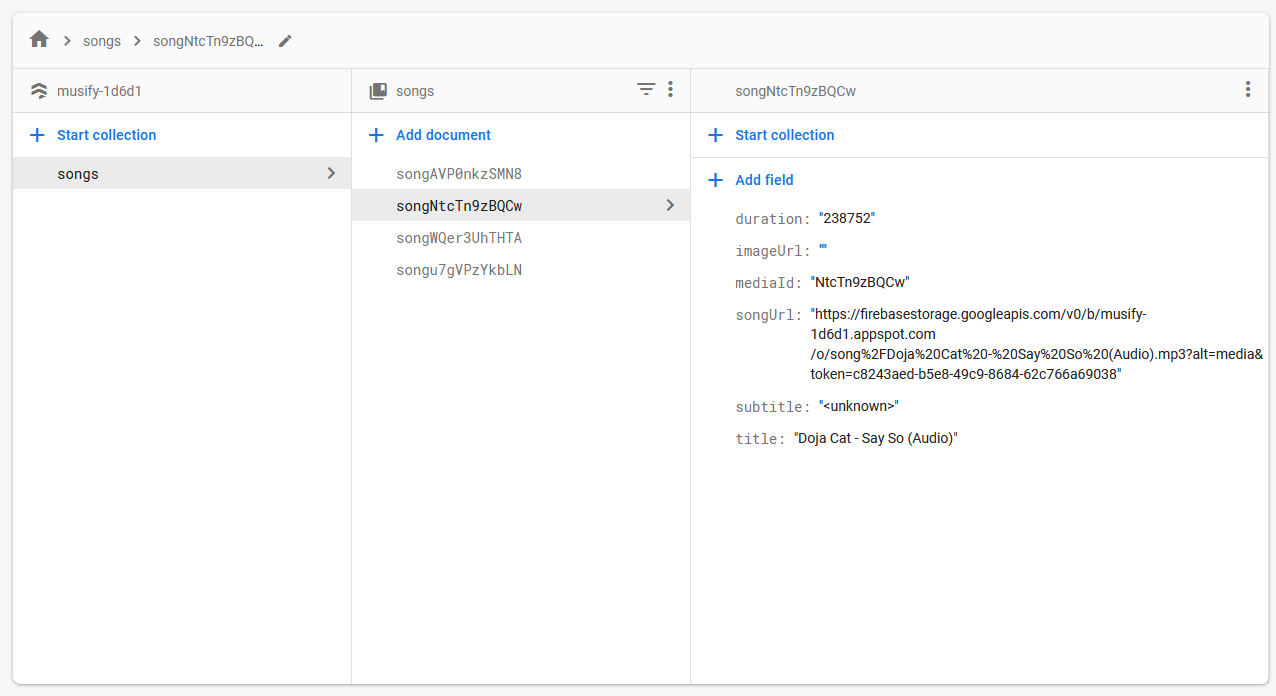 songs songNtcTn9zBQ...
musify-1d6d1
Start collection
songs
songs
Add document
songAVP0nkzSMN8
songNtcTn9zBQCw
songWQer3UhTHTA
songu7gVPzYkbLN
songNtcTn9zBQCw
Start collection
Add field
duration: "238752"
imageUrl: ""
mediaId: "NtcTn9zBQCw"
songUrl: "https://firebasestorage.googleapis.com/v0/b/musify-
1d6d1.appspot.com
/o/song%2FDoja%20Cat%20-%20Say%20So%20(Audio).mp3?alt=media&
token=c8243aed-b5e8-49c9-8684-62c766a69038"
subtitle: "<unknown>"
title: "Doja Cat - Say So (Audio)"